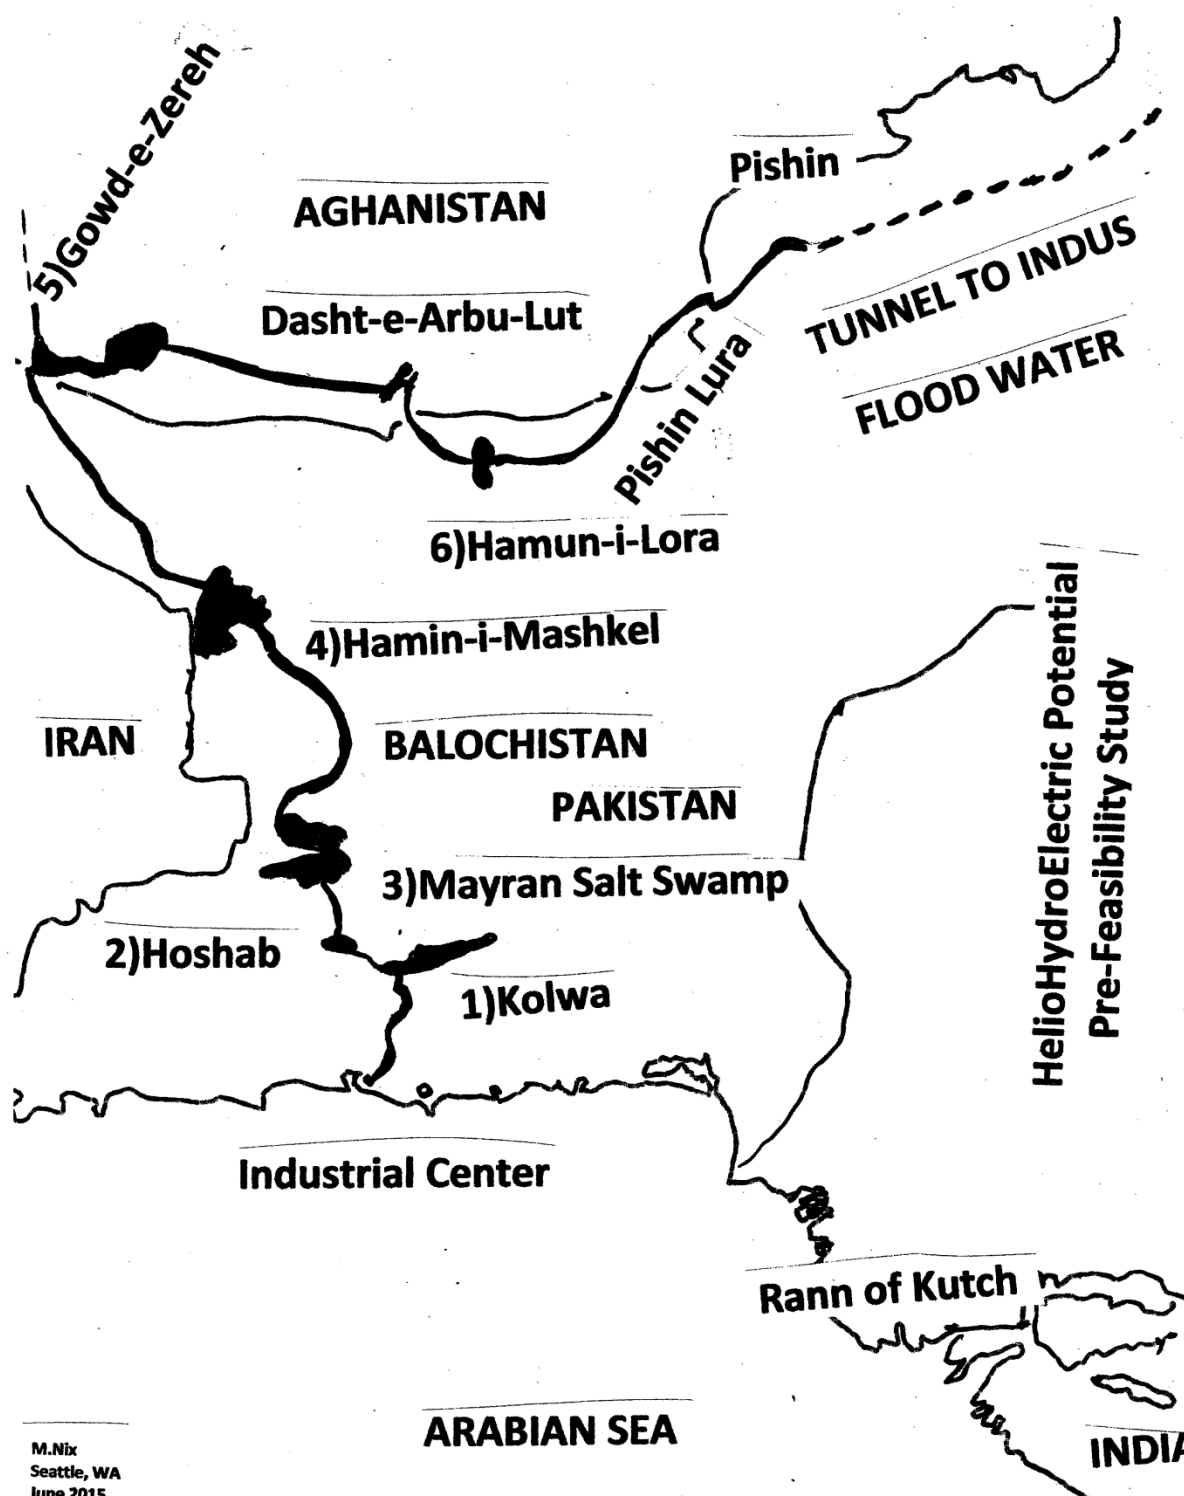 5)Gowd-e-Zereh
Pishin
AGHANISTAN
Dasht-e-Arbu-Lut
TUNNEL TO INDUS
FLOOD WATER
Pishin Lura
6)Hamun-i-Lora
4)Hamin-i-Mashkel
IRAN
BALOCHISTAN
PAKISTAN
3)Mayran Salt Swamp
2)Hoshab
1)Kolwa
HelioHydroElectric Potential
Pre-Feasibility Study
Industrial Center
Rann of Kutch
ARABIAN SEA
INDIA
M.Nix
Seattle, WA
June 2015